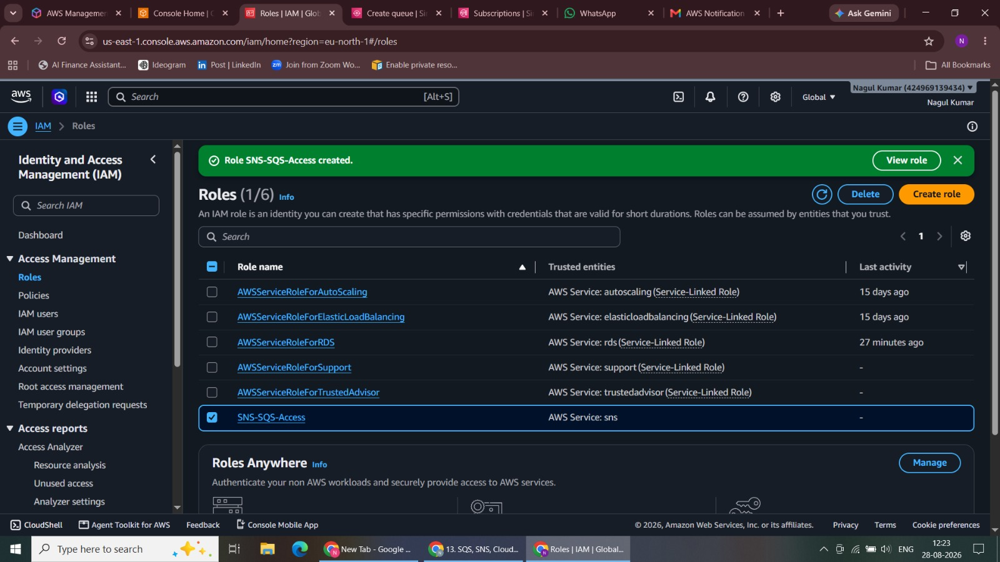 AWS Managemen
Console Home | C
Roles | IAM | Glob
Create queue | Si
Subscriptions | Si
WhatsApp
AWS Notification
Ask Gemini
us-east-1.console.aws.amazon.com/iam/home?region=eu-north-1#/roles
N
AI Finance Assistant...
Ideogram
Post | LinkedIn
Join from Zoom Wo...
Enable private reso...
All Bookmarks
aws
Search
[Alt+S]
Global
Nagul Kumar (424969139434)
Nagul Kumar
IAM
Roles
Identity and Access
Management (IAM)
Search IAM
Dashboard
Access Management
Roles
Policies
IAM users
IAM user groups
Identity providers
Account settings
Root access management
Temporary delegation requests
Access reports
Access Analyzer
Resource analysis
Unused access
Analyzer settings
Role SNS-SQS-Access created.
View role
Roles (1/6) Info
Delete
Create role
An IAM role is an identity you can create that has specific permissions with credentials that are valid for short durations. Roles can be assumed by entities that you trust.
Search
1
Role name
Trusted entities
Last activity
AWSServiceRoleForAutoScaling
AWS Service: autoscaling (Service-Linked Role)
15 days ago
AWSServiceRoleForElasticLoadBalancing
AWS Service: elasticloadbalancing (Service-Linked Role)
15 days ago
AWSServiceRoleForRDS
AWS Service: rds (Service-Linked Role)
27 minutes ago
AWSServiceRoleForSupport
AWS Service: support (Service-Linked Role)
-
AWSServiceRoleForTrustedAdvisor
AWS Service: trustedadvisor (Service-Linked Role)
-
SNS-SQS-Access
AWS Service: sns
-
Roles Anywhere Info
Manage
Authenticate your non AWS workloads and securely provide access to AWS services.
CloudShell
Agent Toolkit for AWS
Feedback
Console Mobile App
© 2026, Amazon Web Services, Inc. or its affiliates.
Privacy
Terms
Cookie preferences
Type here to search
New Tab - Google ...
13. SQS, SNS, Cloud...
Roles | IAM | Global...
ENG
12:23
28-08-2026